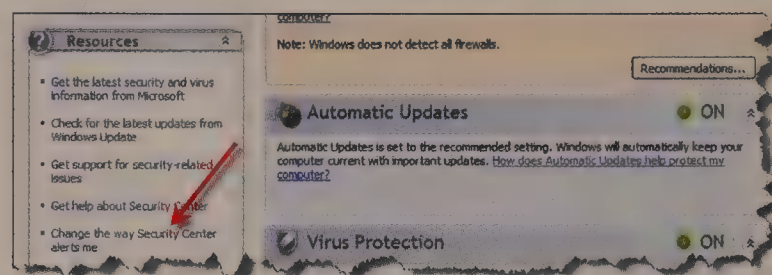 Resources
Get the latest security and virus
information from Microsoft
Check for the latest updates from
Windows Update
Get support for security-related
issues
Get help about Security Center
Change the way Security Center
alerts me
computer?
Note: Windows does not detect all firewalls.
Recommendations...
Automatic Updates
ON
Automatic Updates is set to the recommended setting. Windows will automatically keep your
computer current with important updates. How does Automatic Updates help protect my
computer?
Virus Protection
ON